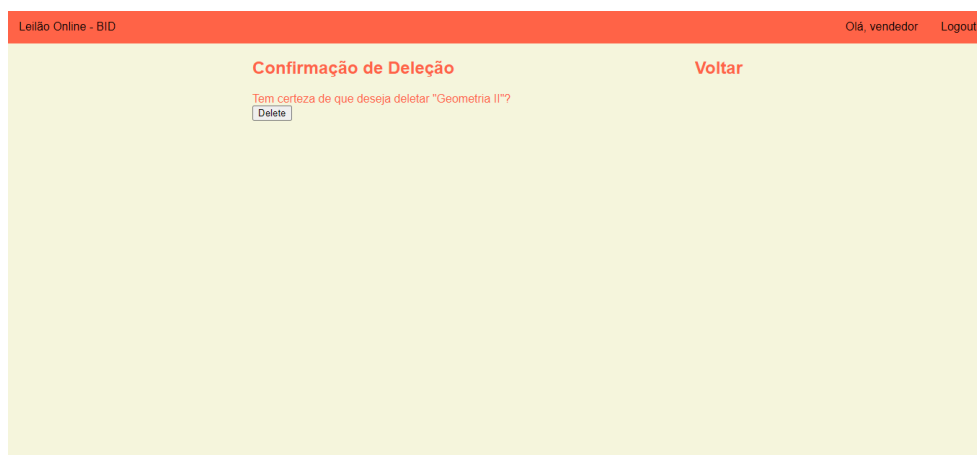 Leilão Online - BID
Olá, vendedor
Logout
Confirmação de Deleção
Voltar
Tem certeza de que deseja deletar "Geometria II"?
Delete